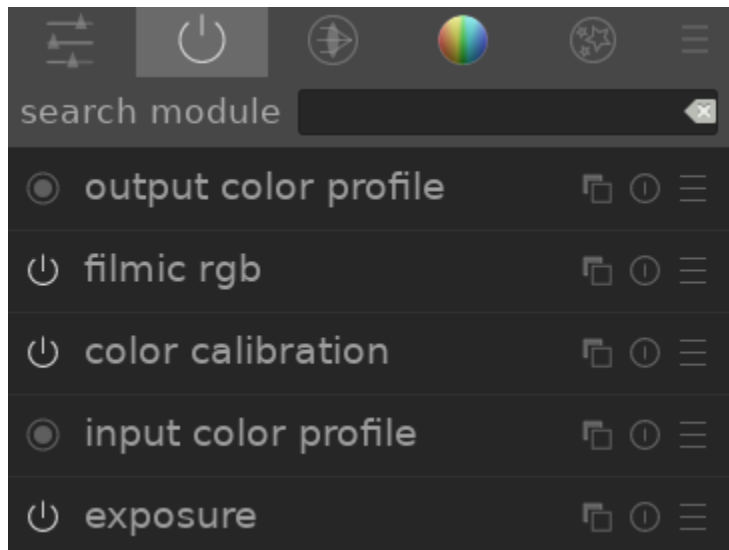 search module
output color profile
filmic rgb
color calibration
input color profile
exposure